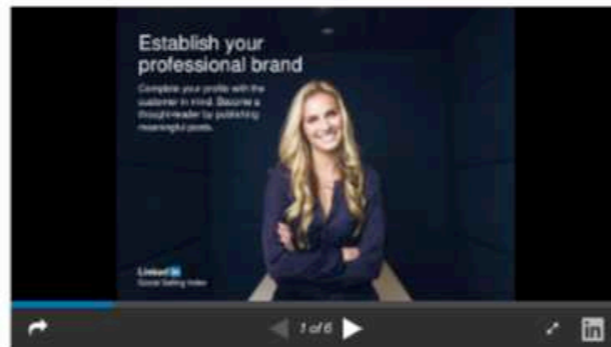 Establish your
professional brand
Complete your profile with the
customer in mind. Become a
thought-leader by publishing
meaningful posts.
Linked in
Social Selling Index
1 of 6
in